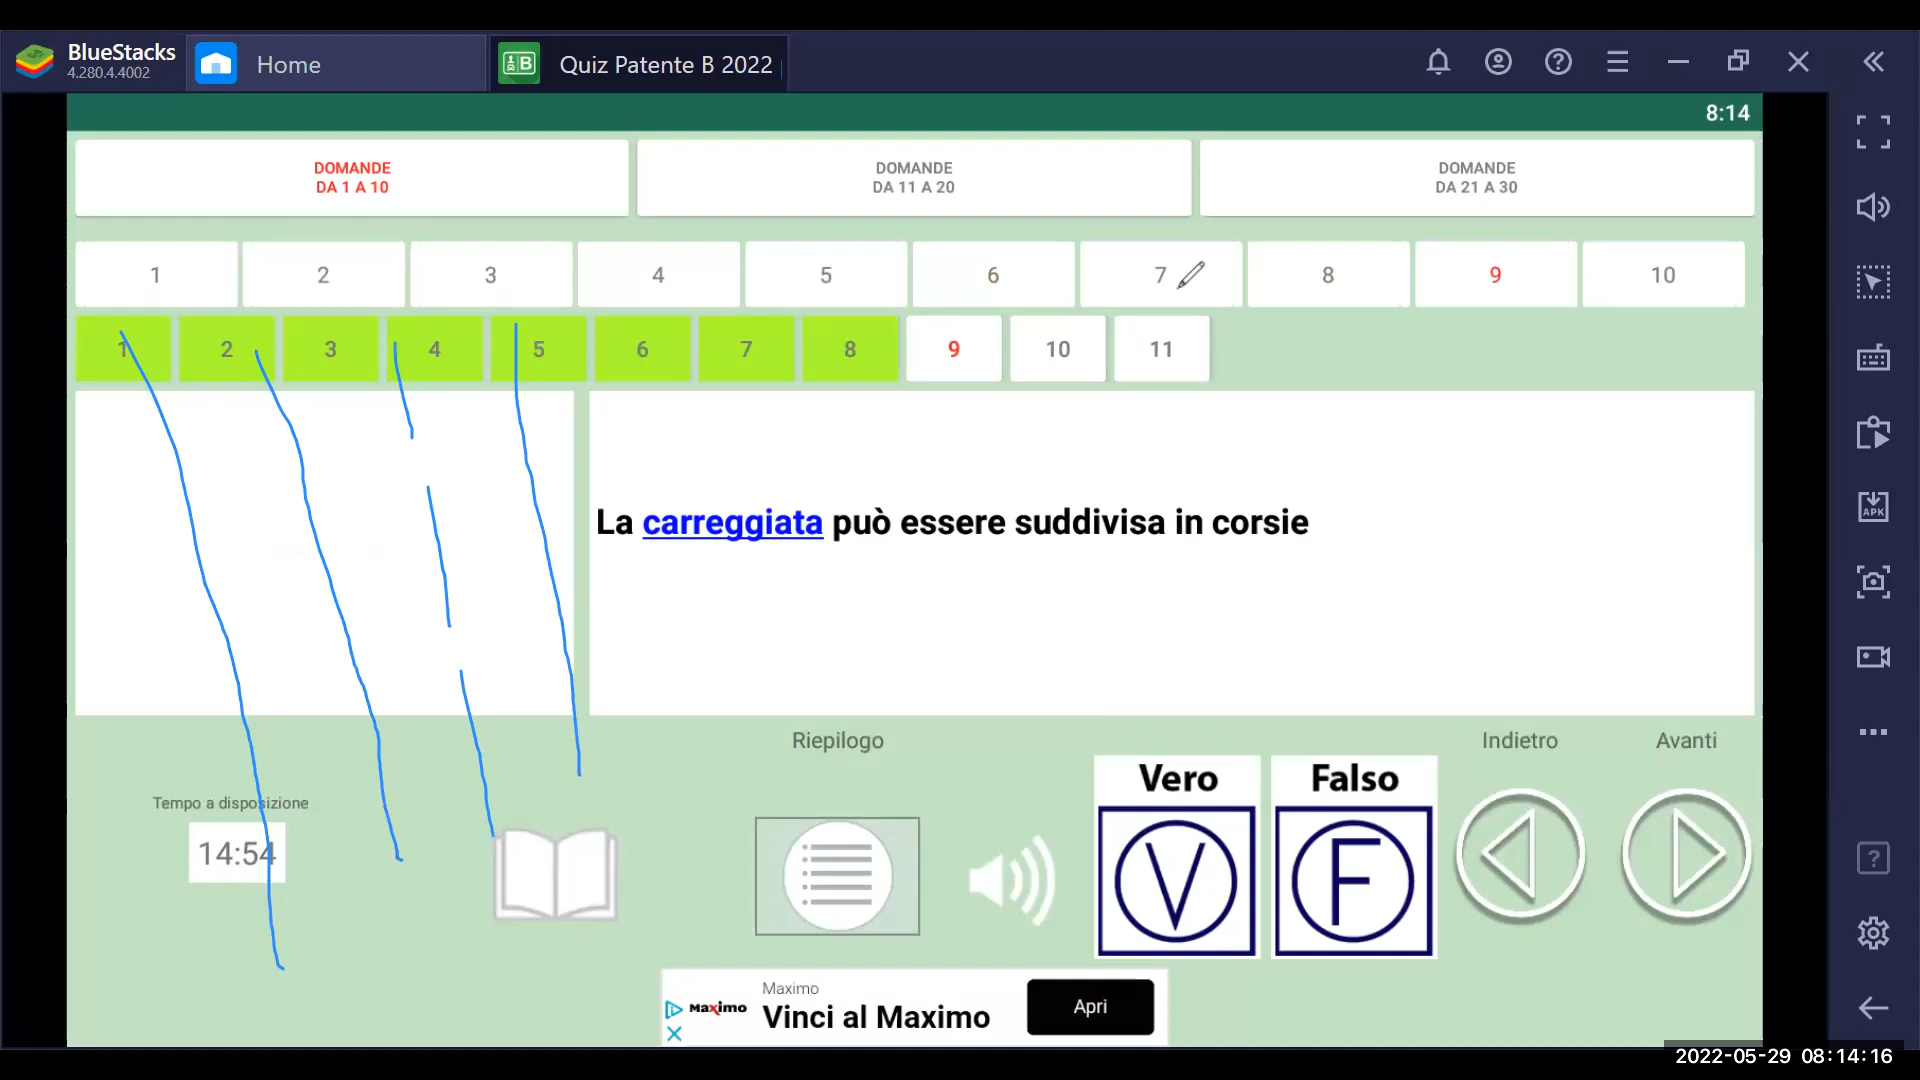 BlueStacks
4.280.4.4002
Home
Quiz Patente B 2022
8:14
DOMANDE
DA 1 A 10
DOMANDE
DA 11 A 20
DOMANDE
DA 21 A 30
1 2 3 4 5 6 7 8 9 10
1 2 3 4 5 6 7 8 9 10 11
La carreggiata può essere suddivisa in corsie
Riepilogo
Indietro
Avanti
Vero
Falso
V
F
Tempo a disposizione
14:54
Maximo
Maximo
Vinci al Maximo
Apri
APK
2022-05-29 08:14:16